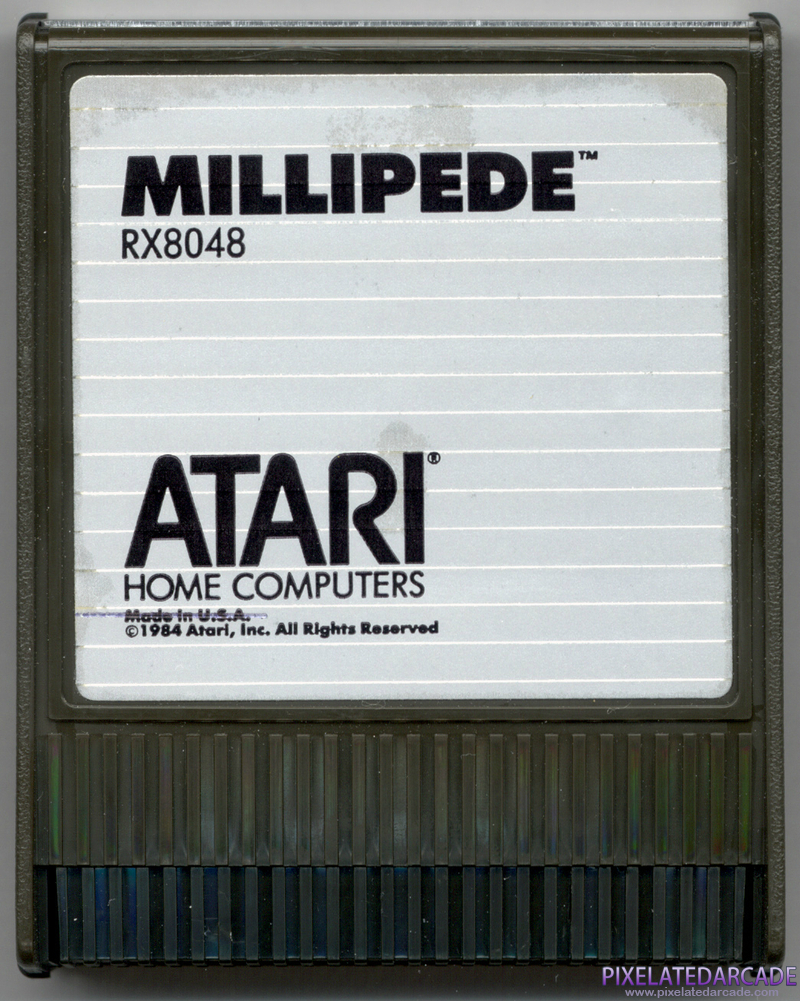 MILLIPEDE™
RX8048
ATARI®
HOME COMPUTERS
Made in U.S.A.
©1984 Atari, Inc. All Rights Reserved
PIXELATEDARCADE
www.pixelatedarcade.com